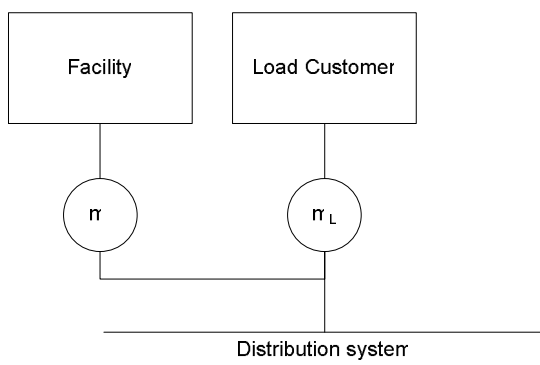 Facility
Load Customer
m
m L
Distribution system